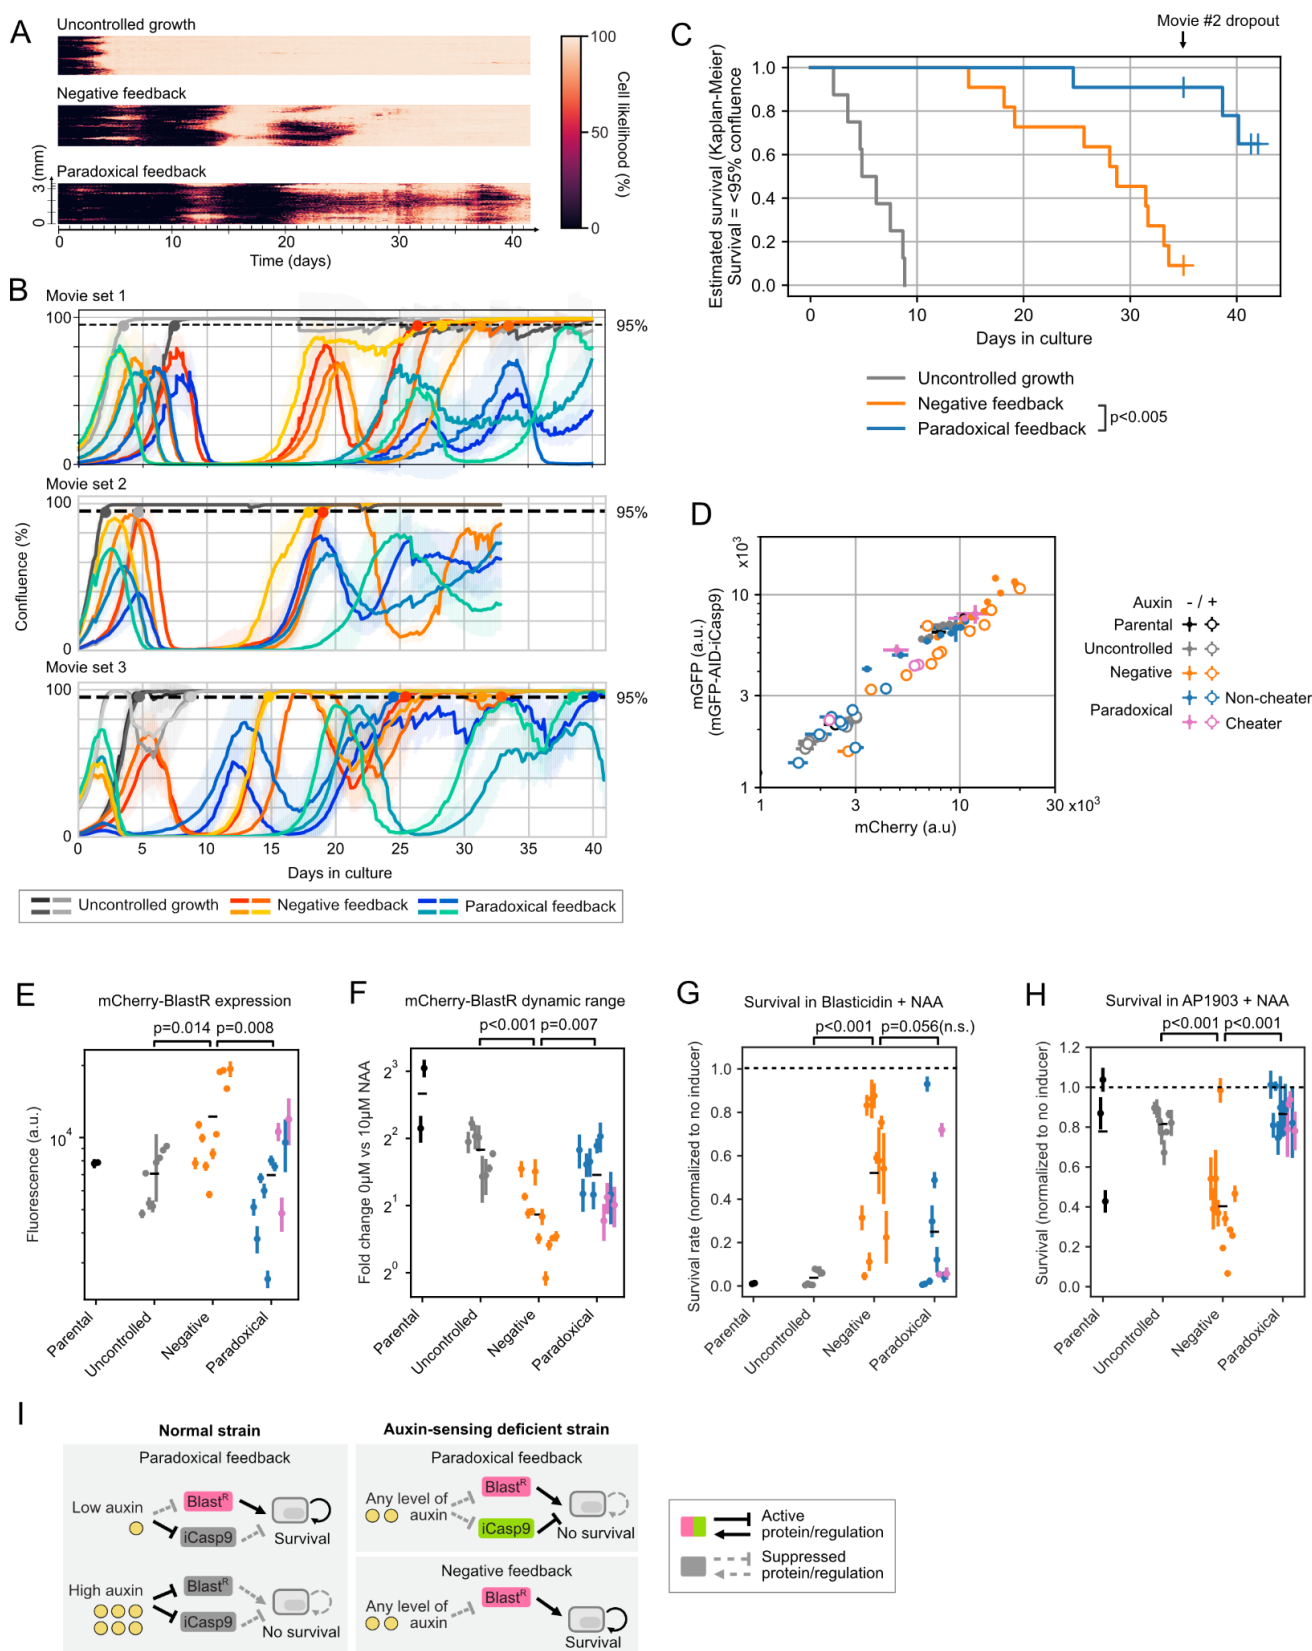 A
Uncontrolled growth
Negative feedback
Paradoxical feedback
3
0
(mm)
0 10 20 30 40
Time (days)
100
50
0
Cell likelihood (%)
B
Movie set 1
100
0
95%
Movie set 2
100
0
95%
Movie set 3
100
0
95%
Confluence (%)
0 5 10 15 20 25 30 35 40
Days in culture
Uncontrolled growth
Negative feedback
Paradoxical feedback
C
Movie #2 dropout
Estimated survival (Kaplan-Meier)
Survival = <95% confluence
1.0
0.8
0.6
0.4
0.2
0.0
0 10 20 30 40
Days in culture
Uncontrolled growth
Negative feedback
Paradoxical feedback
p<0.005
D
x10³
10
3
1
mGFP (a.u.)
(mGFP-AID-iCasp9)
1 3 10 30 x10³
mCherry (a.u)
Auxin - / +
Parental
Uncontrolled
Negative
Paradoxical
Non-cheater
Cheater
E
mCherry-BlastR expression
p=0.014 p=0.008
Fluorescence (a.u.)
10⁴
Parental
Uncontrolled
Negative
Paradoxical
F
mCherry-BlastR dynamic range
p<0.001 p=0.007
Fold change 0μM vs 10μM NAA
2³
2²
2¹
2⁰
Parental
Uncontrolled
Negative
Paradoxical
G
Survival in Blasticidin + NAA
p<0.001 p=0.056(n.s.)
Survival rate (normalized to no inducer)
1.0
0.8
0.6
0.4
0.2
0.0
Parental
Uncontrolled
Negative
Paradoxical
H
Survival in AP1903 + NAA
p<0.001 p<0.001
Survival (normalized to no inducer)
1.2
1.0
0.8
0.6
0.4
0.2
0.0
Parental
Uncontrolled
Negative
Paradoxical
I
Normal strain
Paradoxical feedback
Low auxin
Blastᴿ
iCasp9
Survival
High auxin
Blastᴿ
iCasp9
No survival
Auxin-sensing deficient strain
Paradoxical feedback
Any level of
auxin
Blastᴿ
iCasp9
No survival
Negative feedback
Any level of
auxin
Blastᴿ
Survival
Active
protein/regulation
Suppressed
protein/regulation